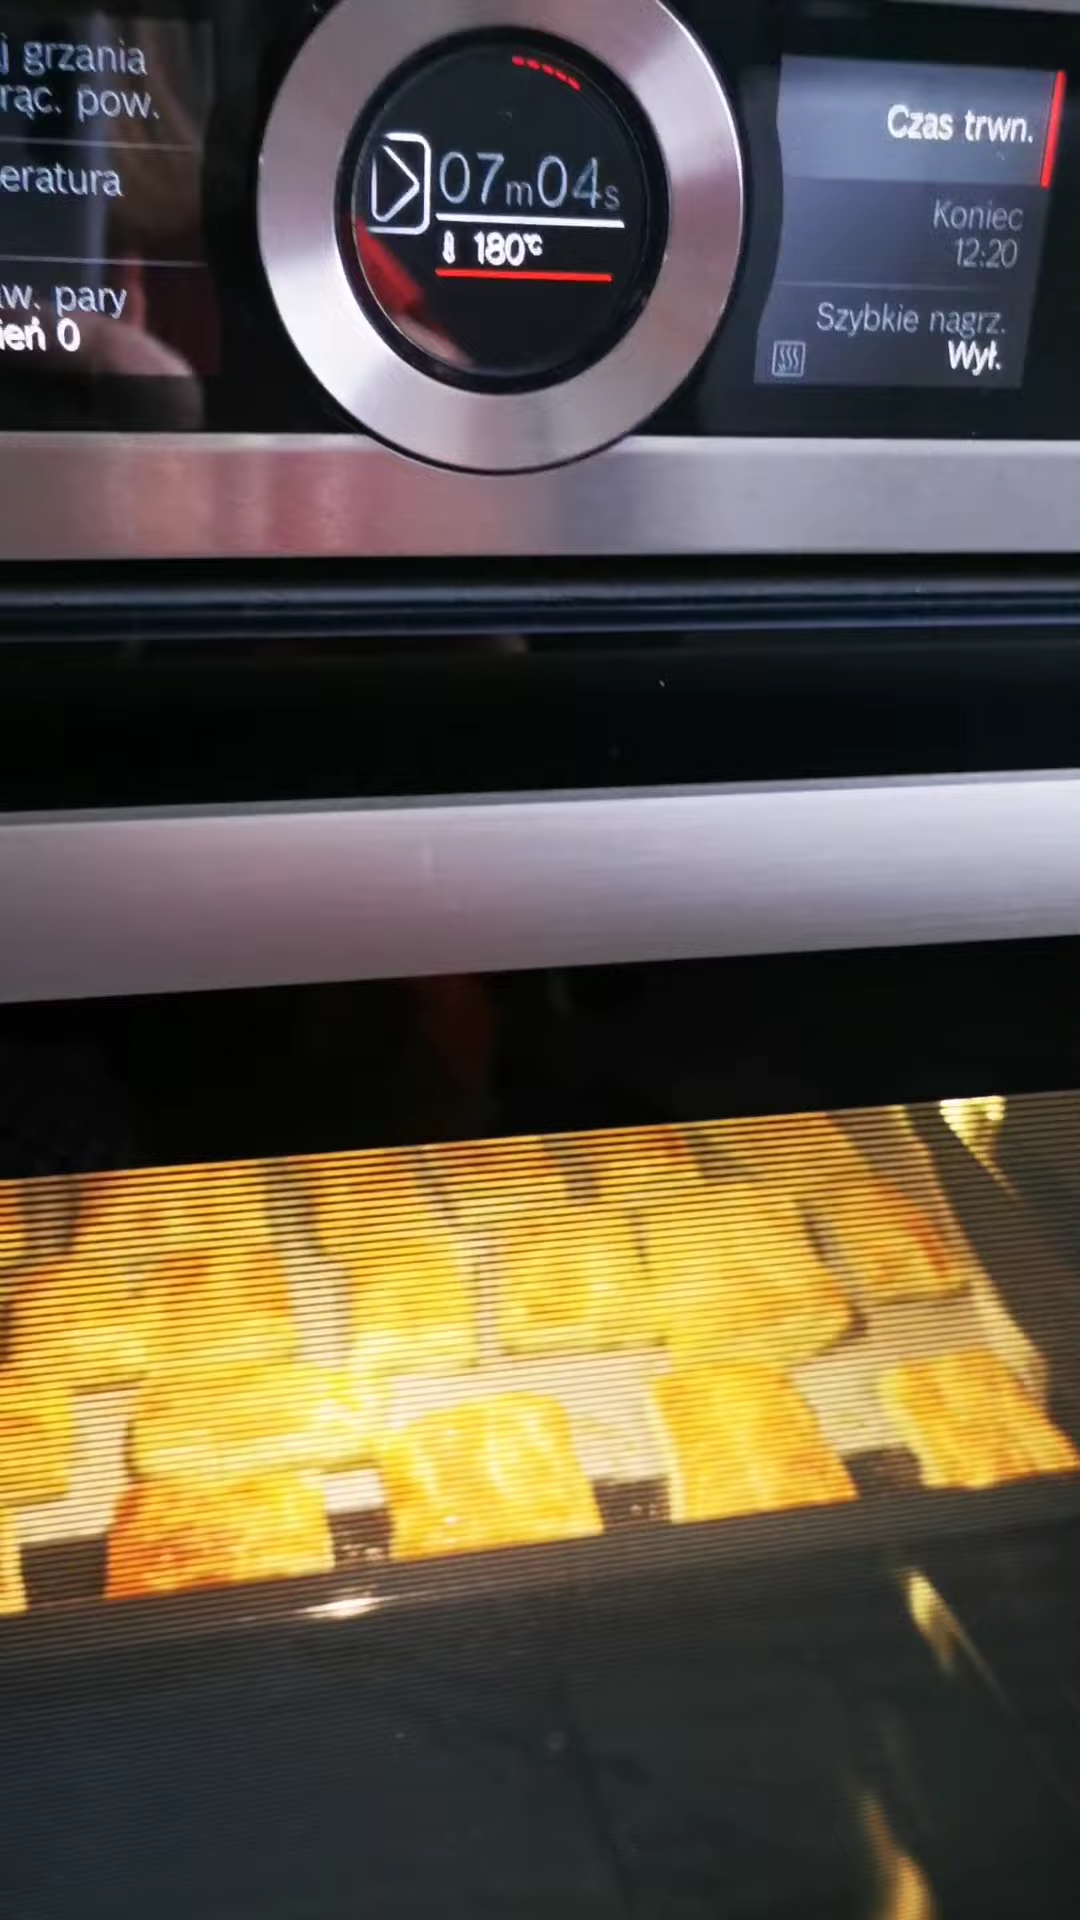 j grzania
rąc. pow.
eratura
w. pary
ień 0
07m04s
180°C
Czas trwn.
Koniec
12:20
Szybkie nagrz.
Wył.